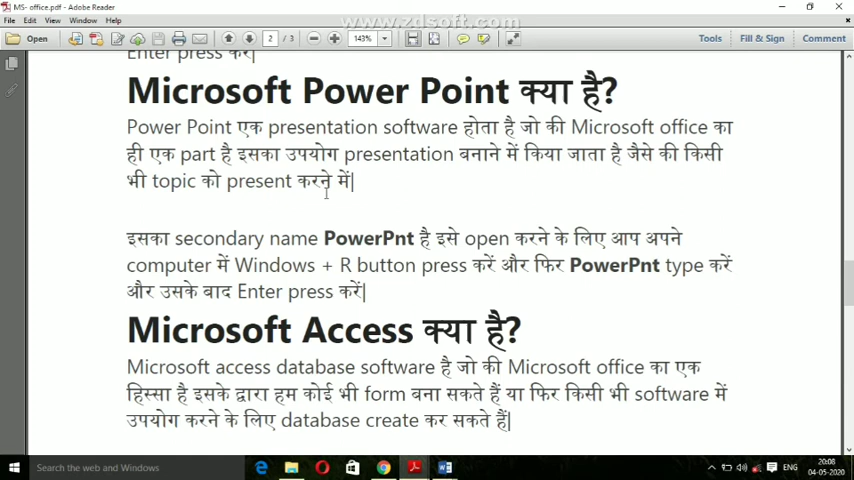 MS- office.pdf - Adobe Reader
www.zdsoft.com
File Edit View Window Help
Open 2 / 3 143% Tools Fill & Sign Comment
Enter press करें|
Microsoft Power Point क्या है?
Power Point एक presentation software होता है जो की Microsoft office का
ही एक part है इसका उपयोग presentation बनाने में किया जाता है जैसे की किसी
भी topic को present करने में|
इसका secondary name PowerPnt है इसे open करने के लिए आप अपने
computer में Windows + R button press करें और फिर PowerPnt type करें
और उसके बाद Enter press करें|
Microsoft Access क्या है?
Microsoft access database software है जो की Microsoft office का एक
हिस्सा है इसके द्वारा हम कोई भी form बना सकते हैं या फिर किसी भी software में
उपयोग करने के लिए database create कर सकते हैं|
Search the web and Windows
ENG
20:08
04-05-2020